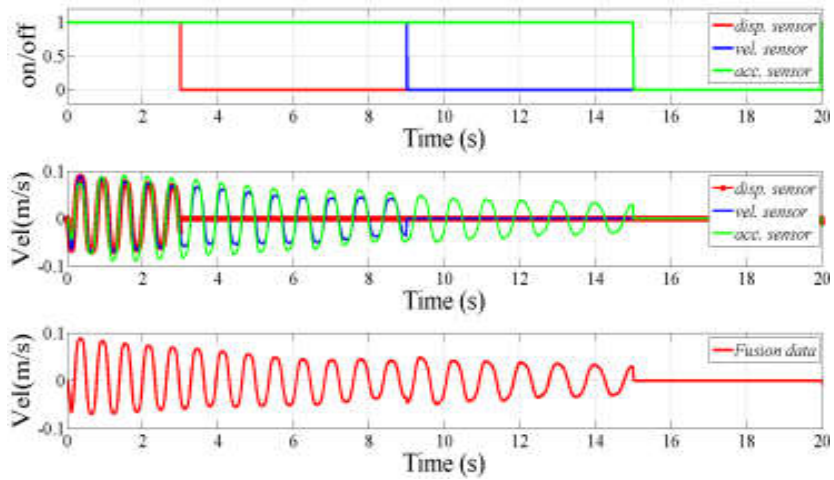 on/off
1
0.5
0
disp. sensor
vel. sensor
acc. sensor
0 2 4 6 8 10 12 14 16 18 20
Time (s)
Vel(m/s)
0.1
0
-0.1
disp. sensor
vel. sensor
acc. sensor
0 2 4 6 8 10 12 14 16 18 20
Time (s)
Vel(m/s)
0.1
0
-0.1
Fusion data
0 2 4 6 8 10 12 14 16 18 20
Time (s)